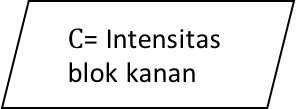 C= Intensitas
blok kanan